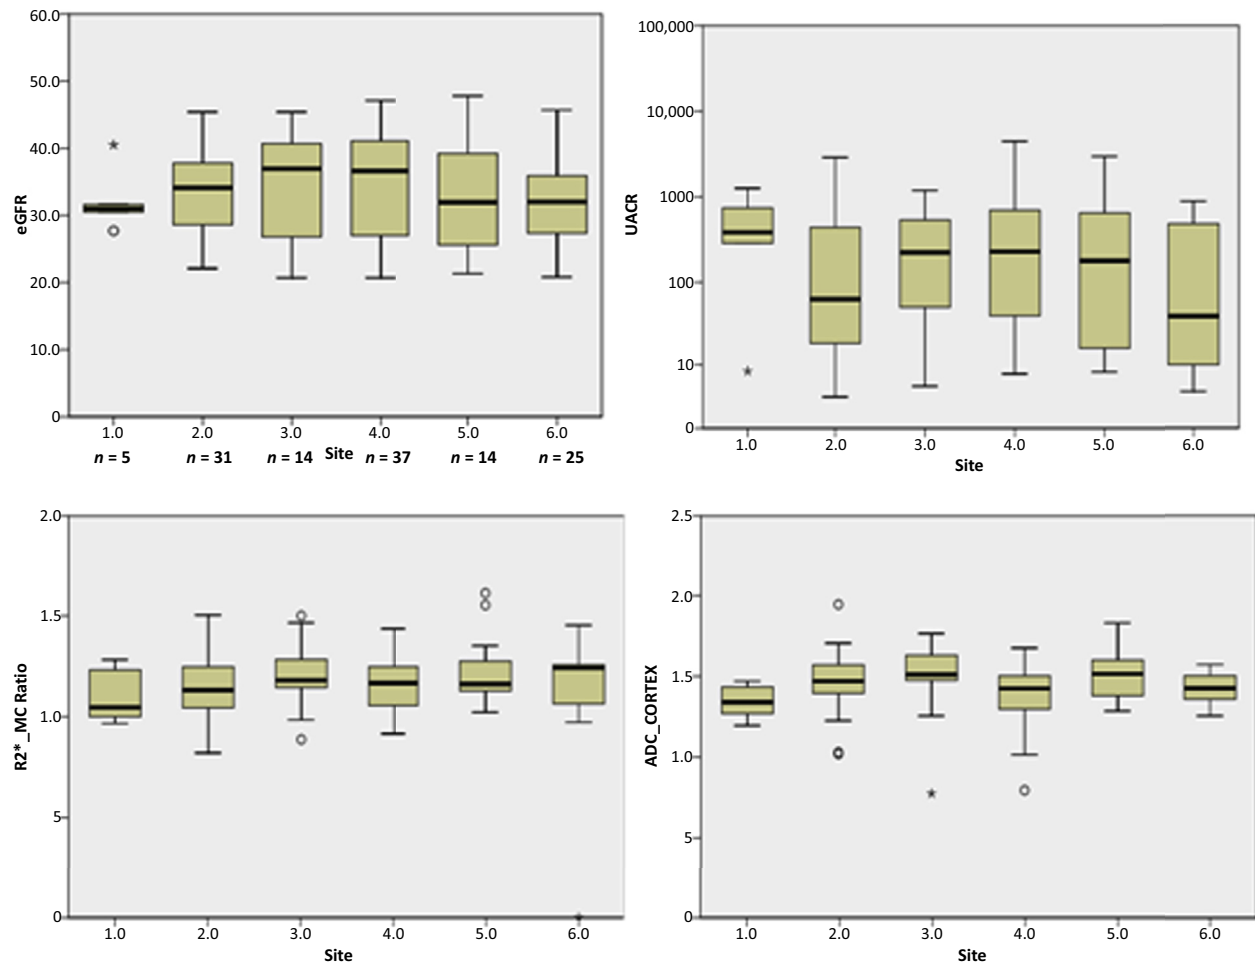 60.0
50.0
40.0
30.0
20.0
10.0
0
eGFR
1.0 2.0 3.0 4.0 5.0 6.0
n = 5 n = 31 n = 14 Site n = 37 n = 14 n = 25
100,000
10,000
1000
100
10
0
UACR
1.0 2.0 3.0 4.0 5.0 6.0
Site
2.0
1.5
1.0
5
0
R2*_MC Ratio
1.0 2.0 3.0 4.0 5.0 6.0
Site
2.5
2.0
1.5
1.0
5
0
ADC_CORTEX
1.0 2.0 3.0 4.0 5.0 6.0
Site